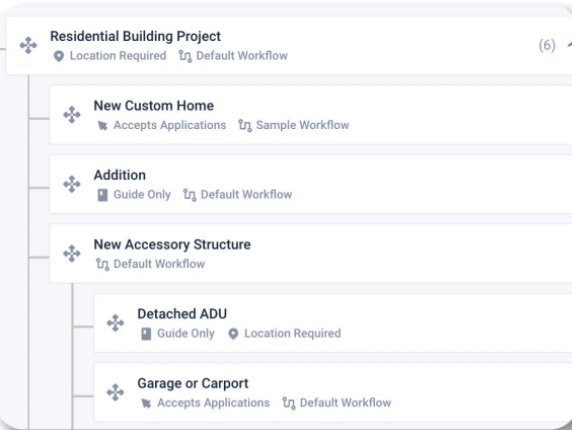 Residential Building Project
Location Required Default Workflow
(6)
New Custom Home
Accepts Applications Sample Workflow
Addition
Guide Only Default Workflow
New Accessory Structure
Default Workflow
Detached ADU
Guide Only Location Required
Garage or Carport
Accepts Applications Default Workflow